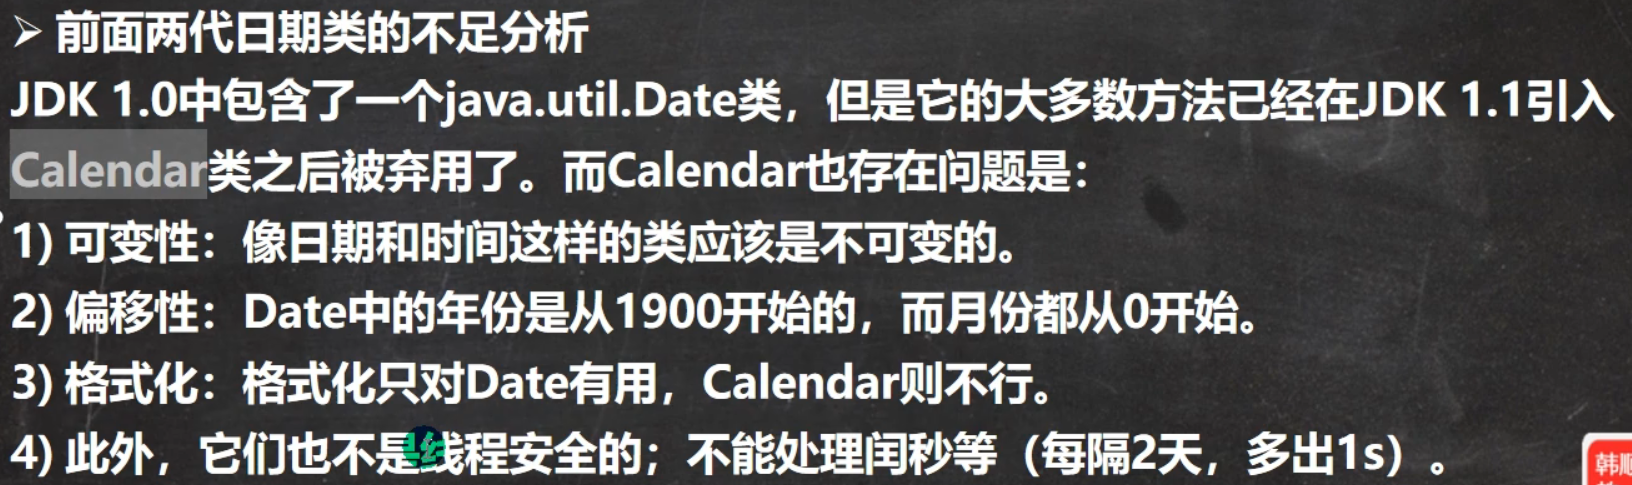 ➢ 前面两代日期类的不足分析
JDK 1.0中包含了一个java.util.Date类，但是它的大多数方法已经在JDK 1.1引入
Calendar类之后被弃用了。而Calendar也存在问题是：
1) 可变性：像日期和时间这样的类应该是不可变的。
2) 偏移性：Date中的年份是从1900开始的，而月份都从0开始。
3) 格式化：格式化只对Date有用，Calendar则不行。
4) 此外，它们也不是线程安全的；不能处理闰秒等（每隔2天，多出1s）。
韩顺